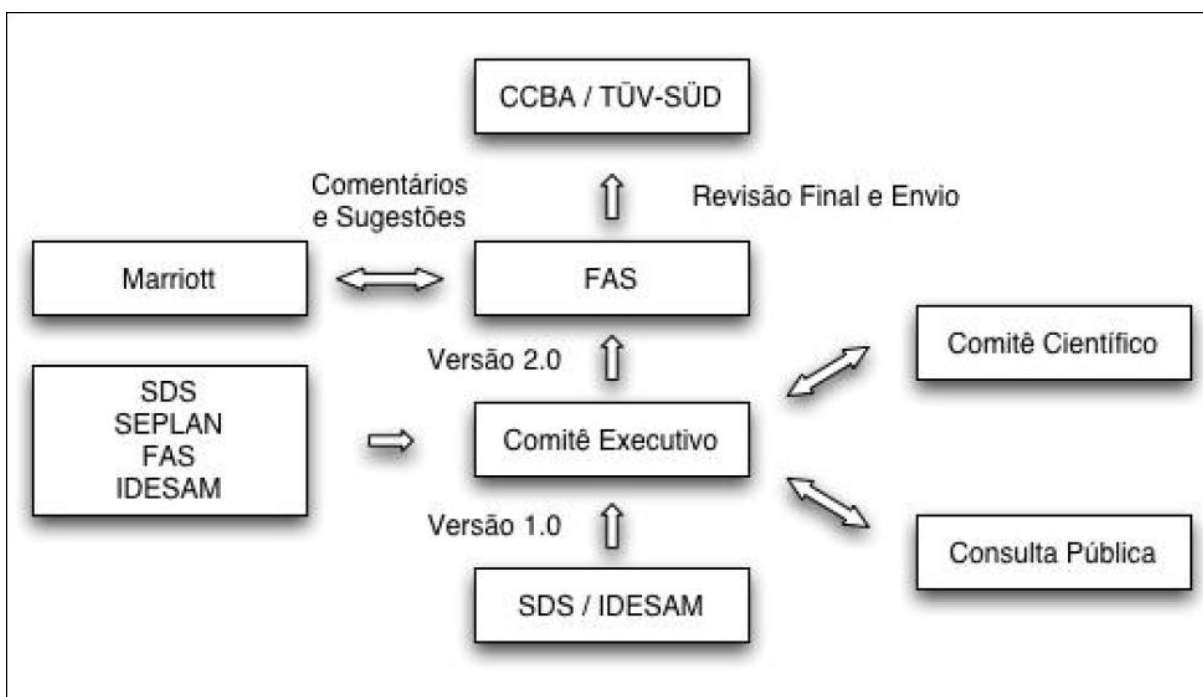 CCBA / TÜV-SÜD
Comentários
e Sugestões
Revisão Final e Envio
Marriott
FAS
Versão 2.0
Comitê Científico
SDS
SEPLAN
FAS
IDESAM
Comitê Executivo
Versão 1.0
Consulta Pública
SDS / IDESAM